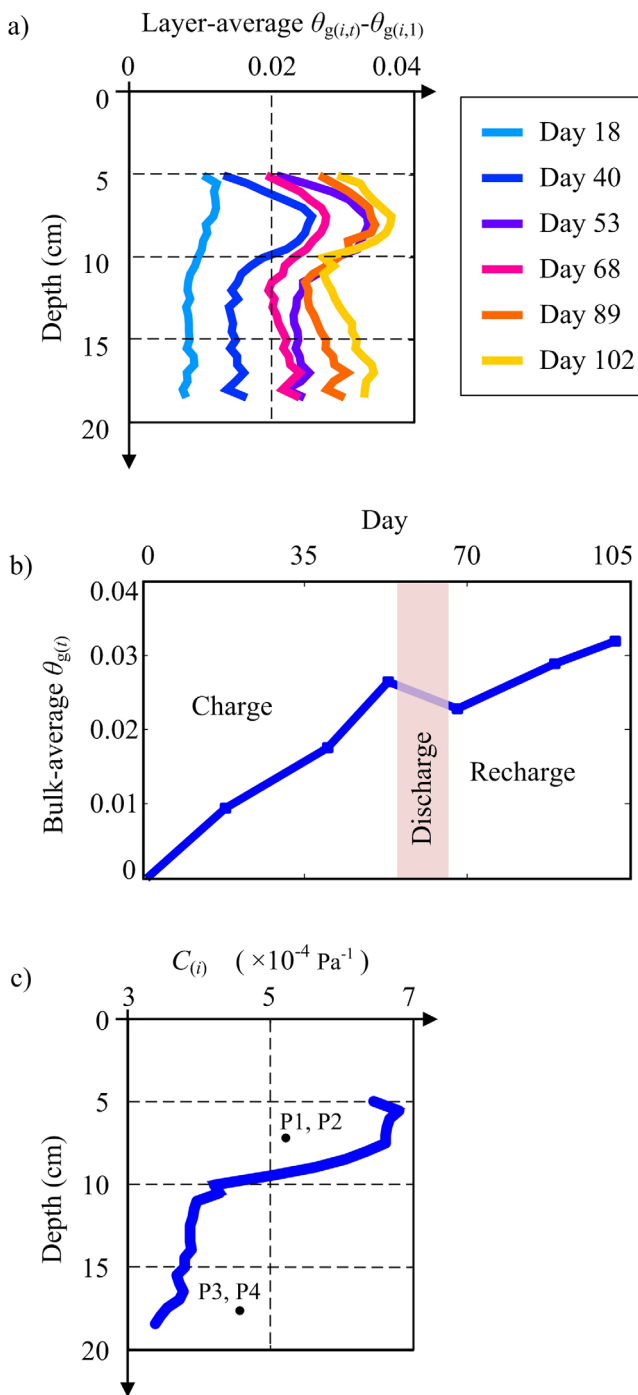 a)
Layer-average θg(i,t)-θg(i,1)
0 0.02 0.04
0
5
10
15
20
Depth (cm)
Day 18
Day 40
Day 53
Day 68
Day 89
Day 102
b)
Day
0 35 70 105
0.04
0.03
0.02
0.01
0
Bulk-average θg(i)
Charge
Discharge
Recharge
c)
C(i) (×10⁻⁴ Pa⁻¹)
3 5 7
0
5
10
15
20
Depth (cm)
P1, P2
P3, P4